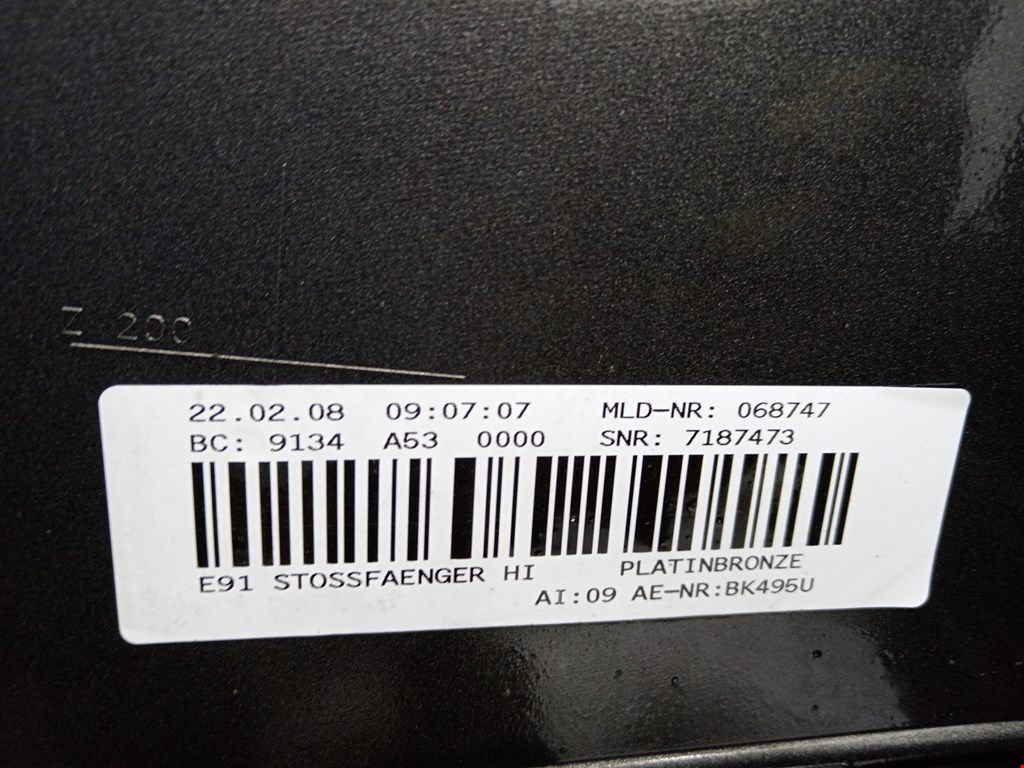 Z 200
22.02.08 09:07:07 MLD-NR: 068747
BC: 9134 A53 0000 SNR: 7187473
E91 STOSSFAENGER HI PLATINBRONZE
AI:09 AE-NR:BK495U